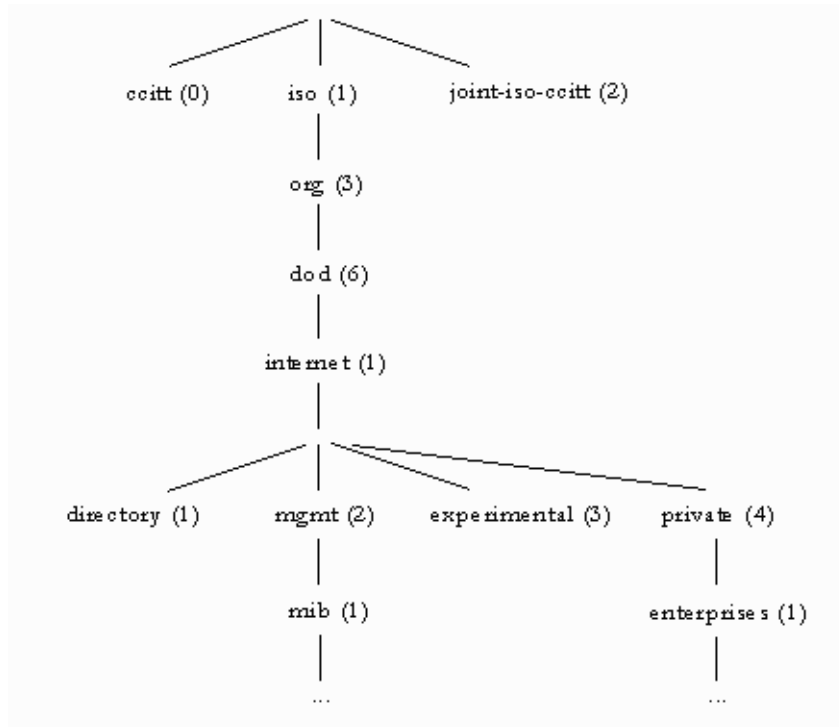 ccitt (0) iso (1) joint-iso-ccitt (2)
org (3)
dod (6)
internet (1)
directory (1) mgmt (2) experimental (3) private (4)
mib (1) enterprises (1)
... ...